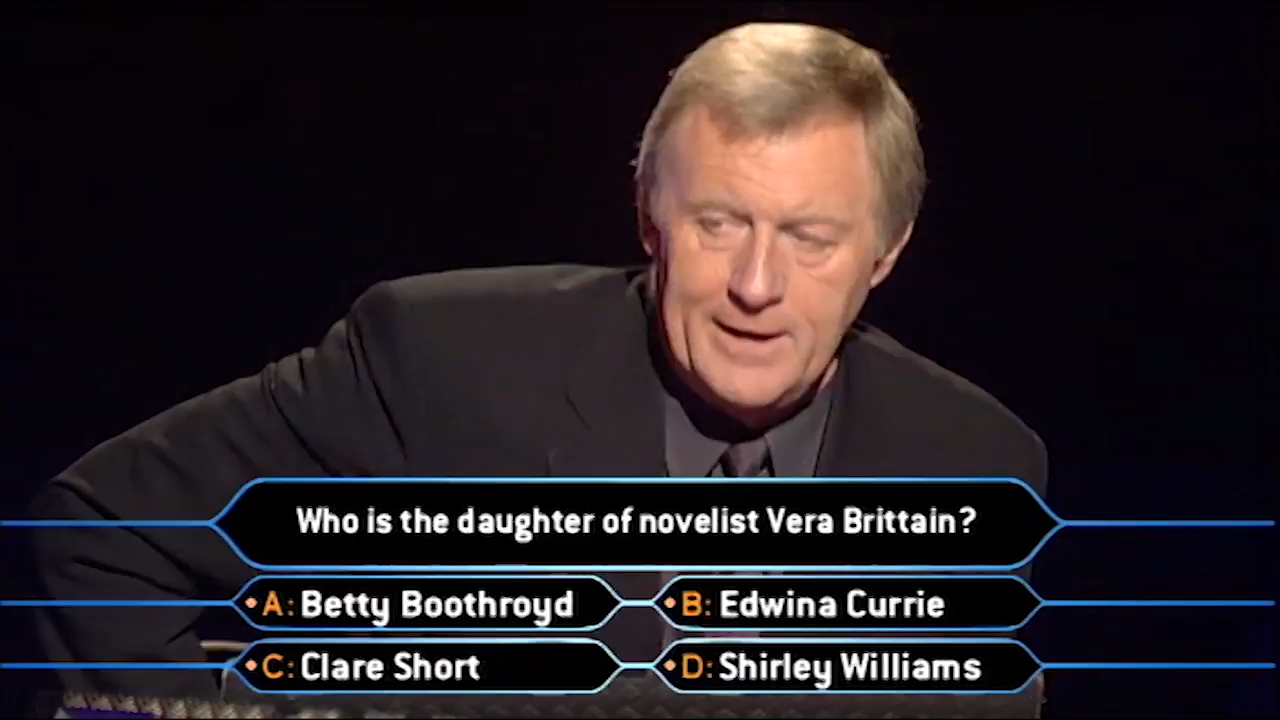 Who is the daughter of novelist Vera Brittain?
A: Betty Boothroyd
B: Edwina Currie
C: Clare Short
D: Shirley Williams